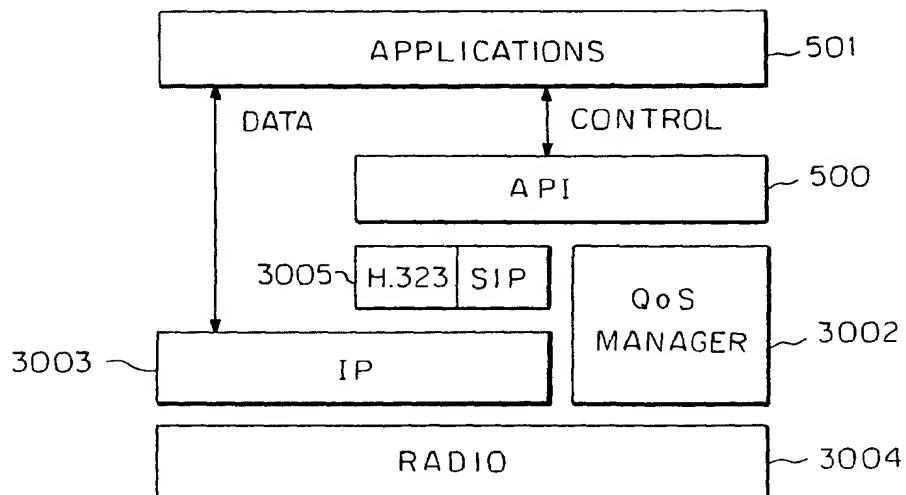 APPLICATIONS
501
DATA
CONTROL
API
500
3005
H.323
SIP
QoS
MANAGER
3002
3003
IP
RADIO
3004